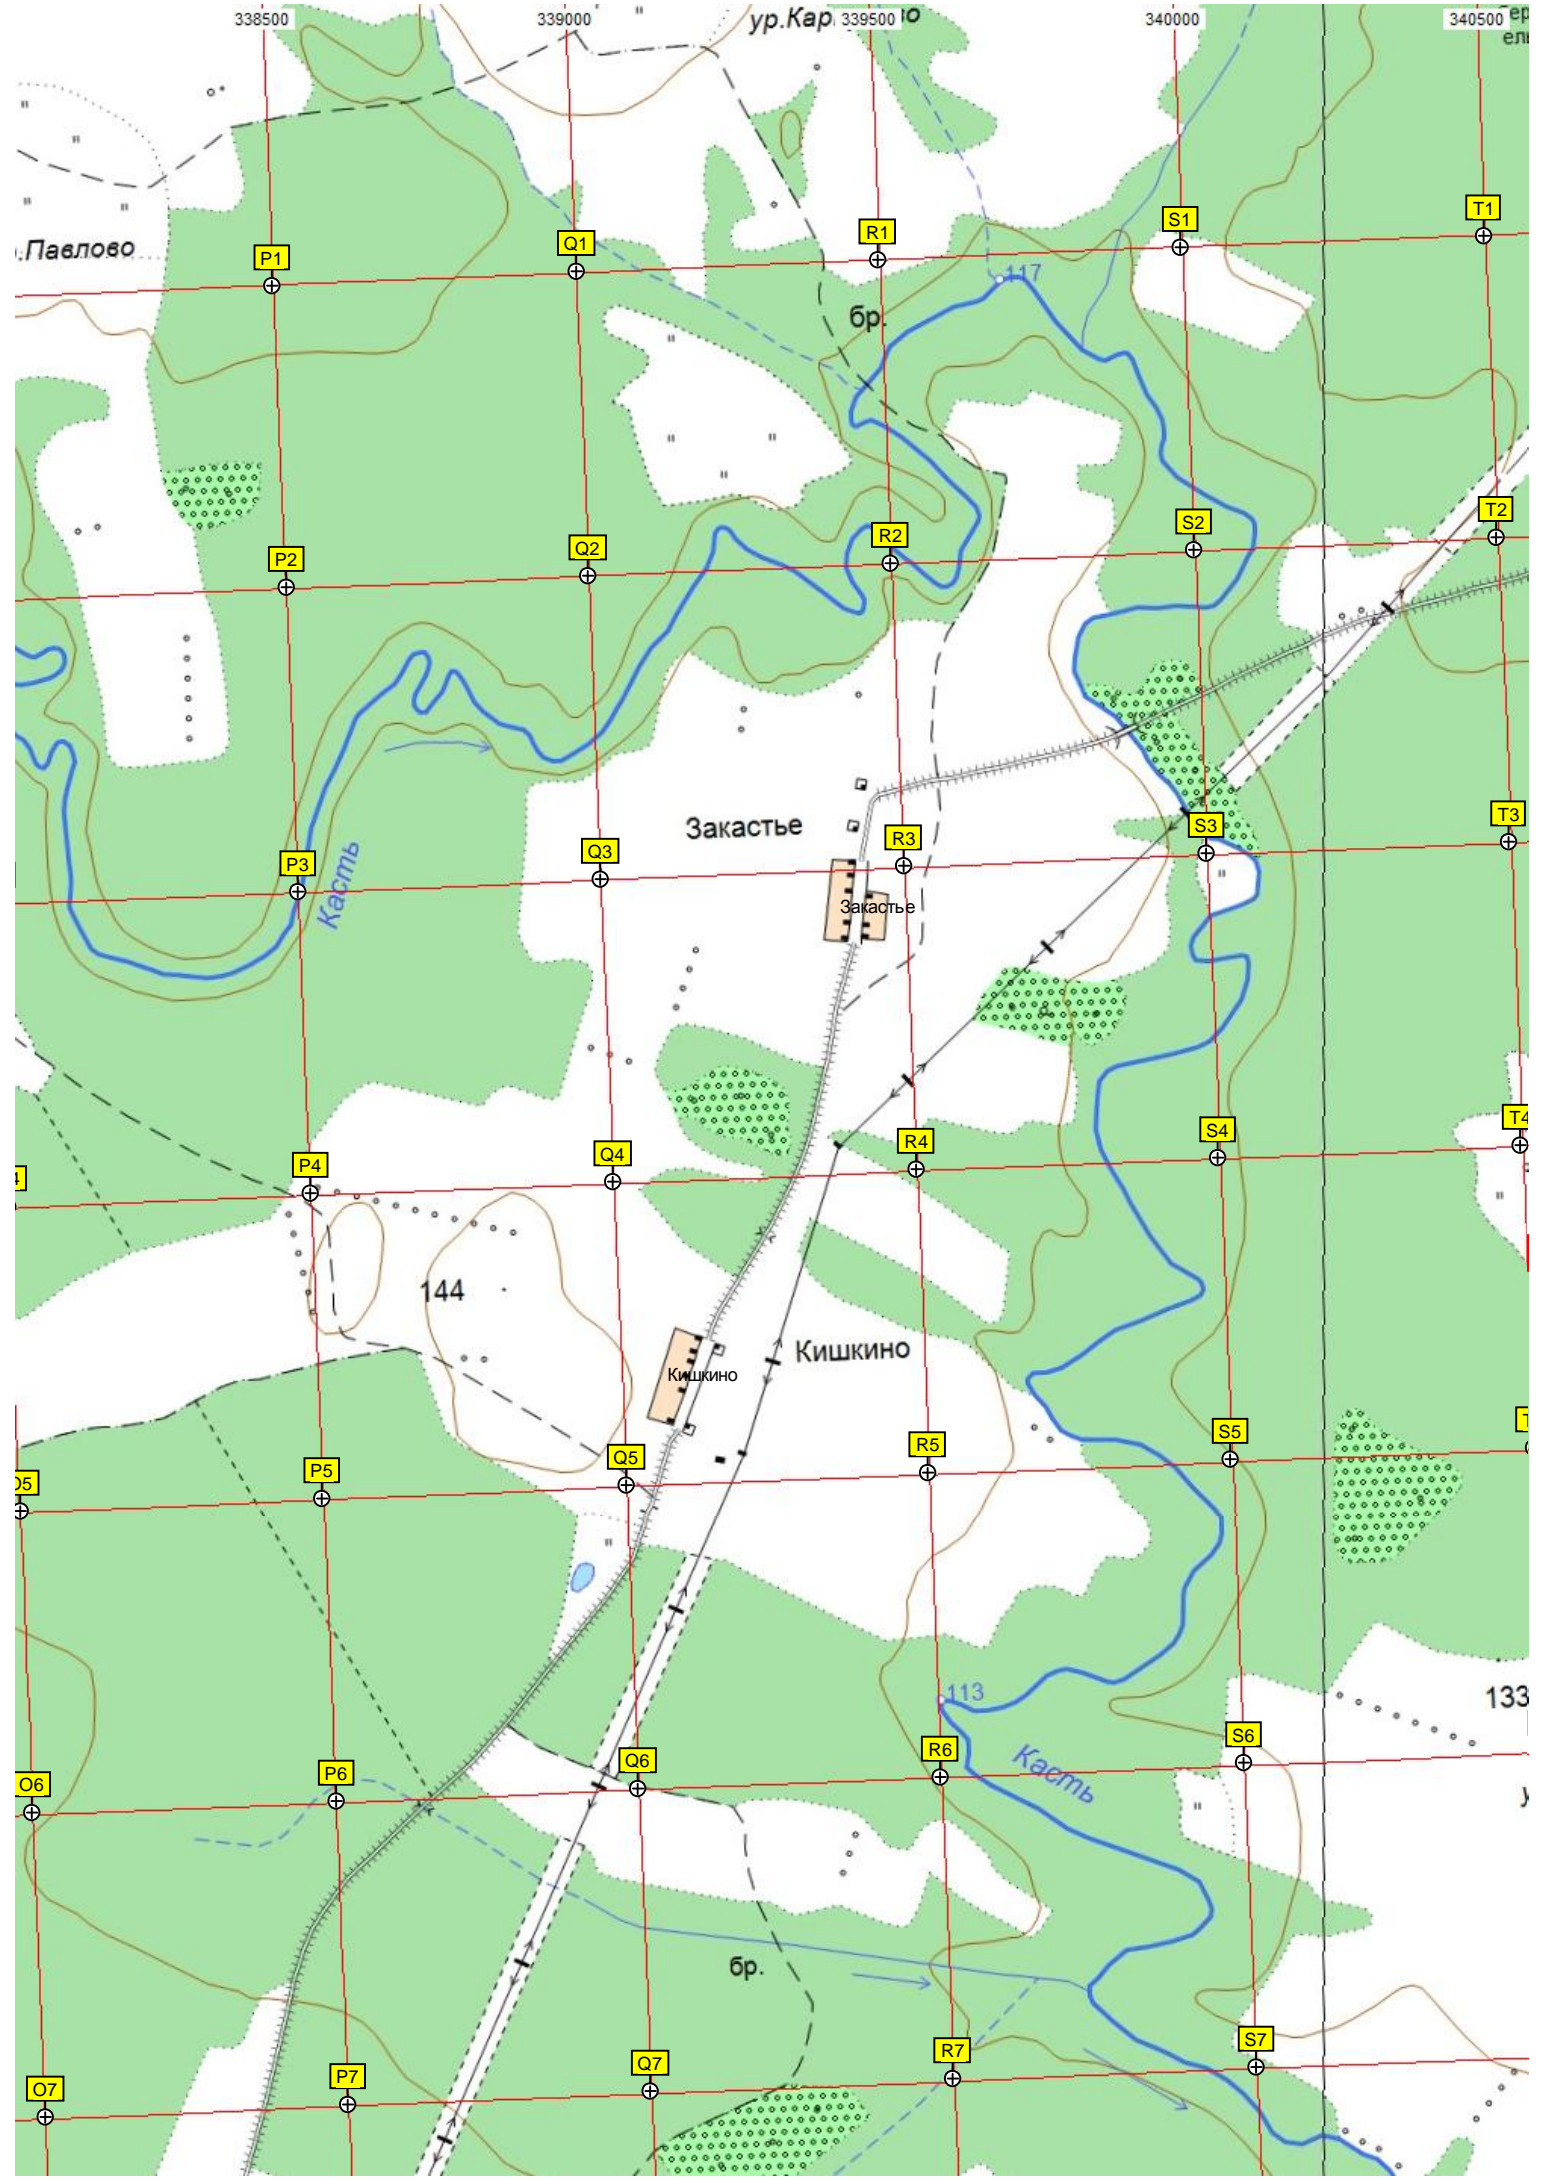 338500
339000
339500
340000
340500
ур.Кар
P1
Q1
R1
S1
T1
.Павлово
117
бр.
P2
Q2
R2
S2
T2
Закастье
P3
Q3
R3
S3
T3
Касть
Закастье
P4
Q4
R4
S4
T4
144
Кишкино
Кишкино
P5
Q5
R5
S5
113
133
O6
P6
Q6
R6
S6
Касть
бр.
O7
P7
Q7
R7
S7